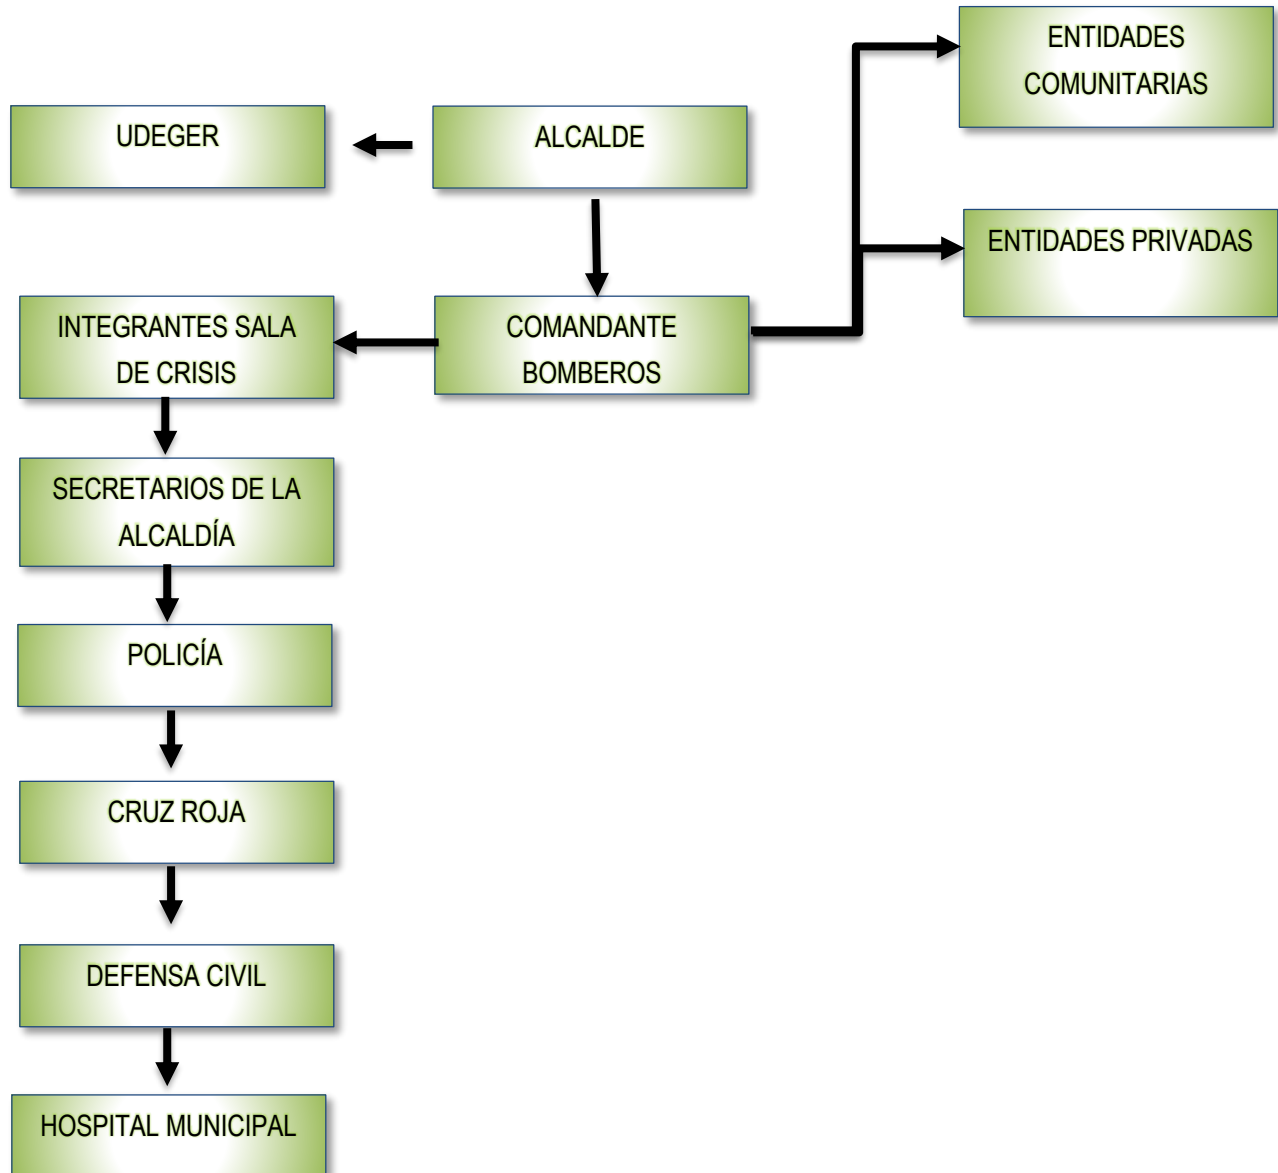 ENTIDADES
COMUNITARIAS
UDEGER
ALCALDE
ENTIDADES PRIVADAS
INTEGRANTES SALA
DE CRISIS
COMANDANTE
BOMBEROS
SECRETARIOS DE LA
ALCALDÍA
POLICÍA
CRUZ ROJA
DEFENSA CIVIL
HOSPITAL MUNICIPAL